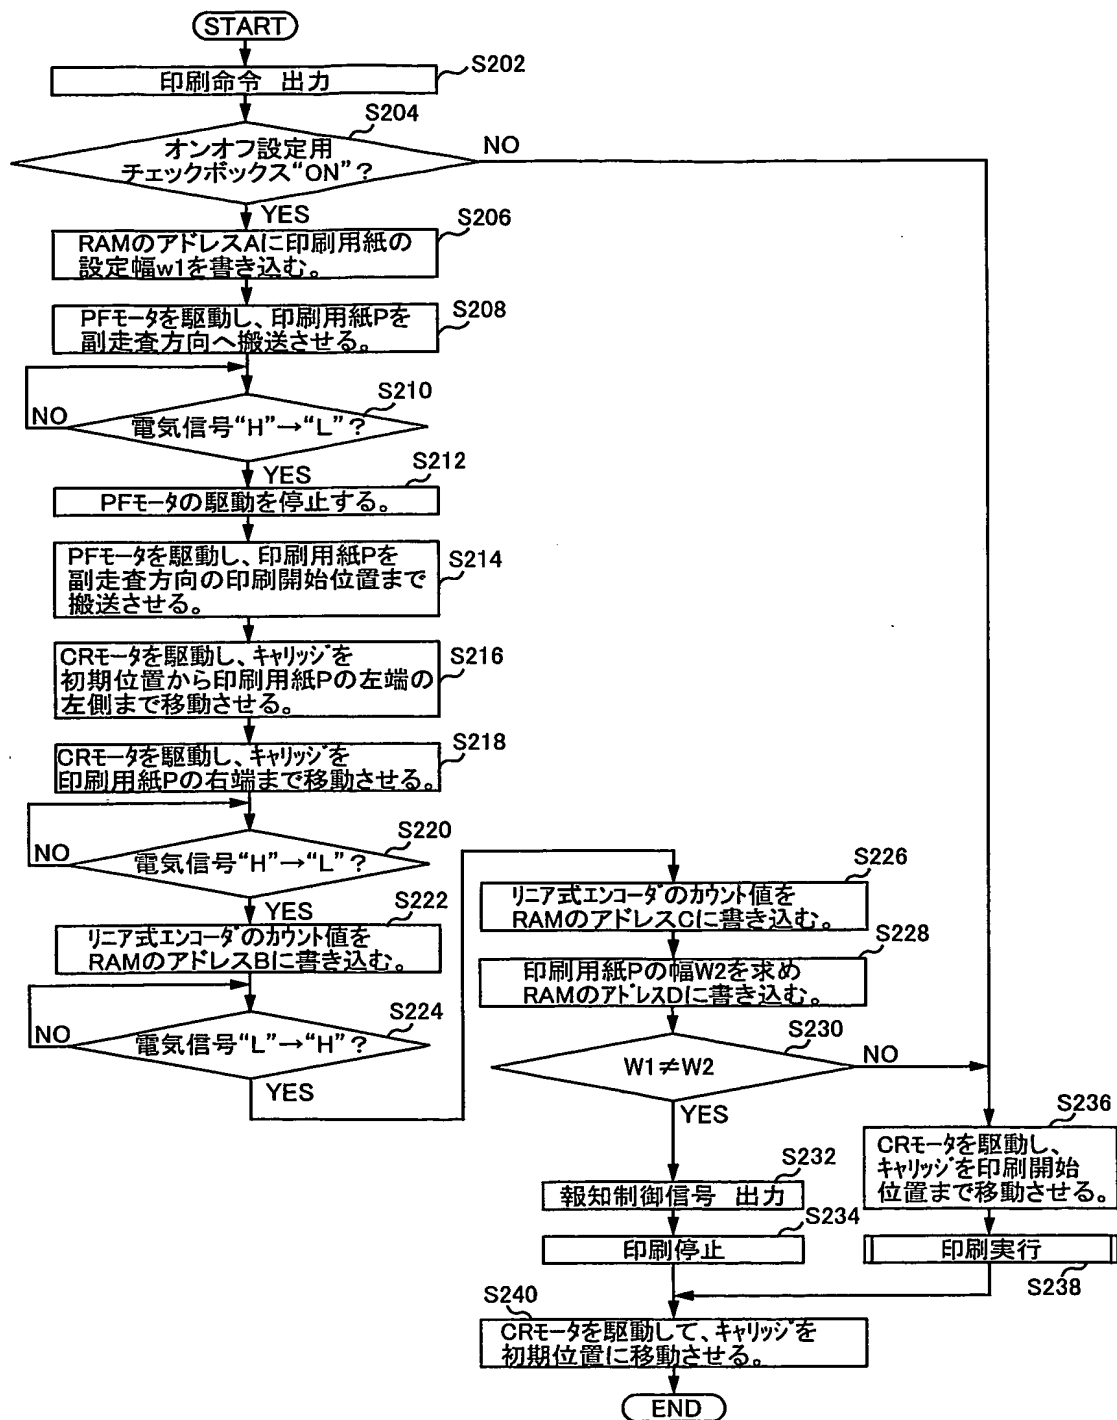 START
印刷命令 出力
S202
S204
オンオフ設定用
チェックボックス“ON”？
NO
YES
S206
RAMのアドレスAに印刷用紙の
設定幅w1を書き込む。
S208
PFモータを駆動し、印刷用紙Pを
副走査方向へ搬送させる。
S210
NO
電気信号“H”→“L”？
YES
S212
PFモータの駆動を停止する。
S214
PFモータを駆動し、印刷用紙Pを
副走査方向の印刷開始位置まで
搬送させる。
S216
CRモータを駆動し、キャリッジを
初期位置から印刷用紙Pの左端の
左側まで移動させる。
S218
CRモータを駆動し、キャリッジを
印刷用紙Pの右端まで移動させる。
S220
NO
電気信号“H”→“L”？
YES
S222
リニア式エンコーダのカウント値を
RAMのアドレスBに書き込む。
S224
NO
電気信号“L”→“H”？
YES
S226
リニア式エンコーダのカウント値を
RAMのアドレスCに書き込む。
S228
印刷用紙Pの幅W2を求め
RAMのアドレスDに書き込む。
S230
W1≠W2
NO
YES
S232
報知制御信号 出力
S234
印刷停止
S236
CRモータを駆動し、
キャリッジを印刷開始
位置まで移動させる。
印刷実行
S238
S240
CRモータを駆動して、キャリッジを
初期位置に移動させる。
END